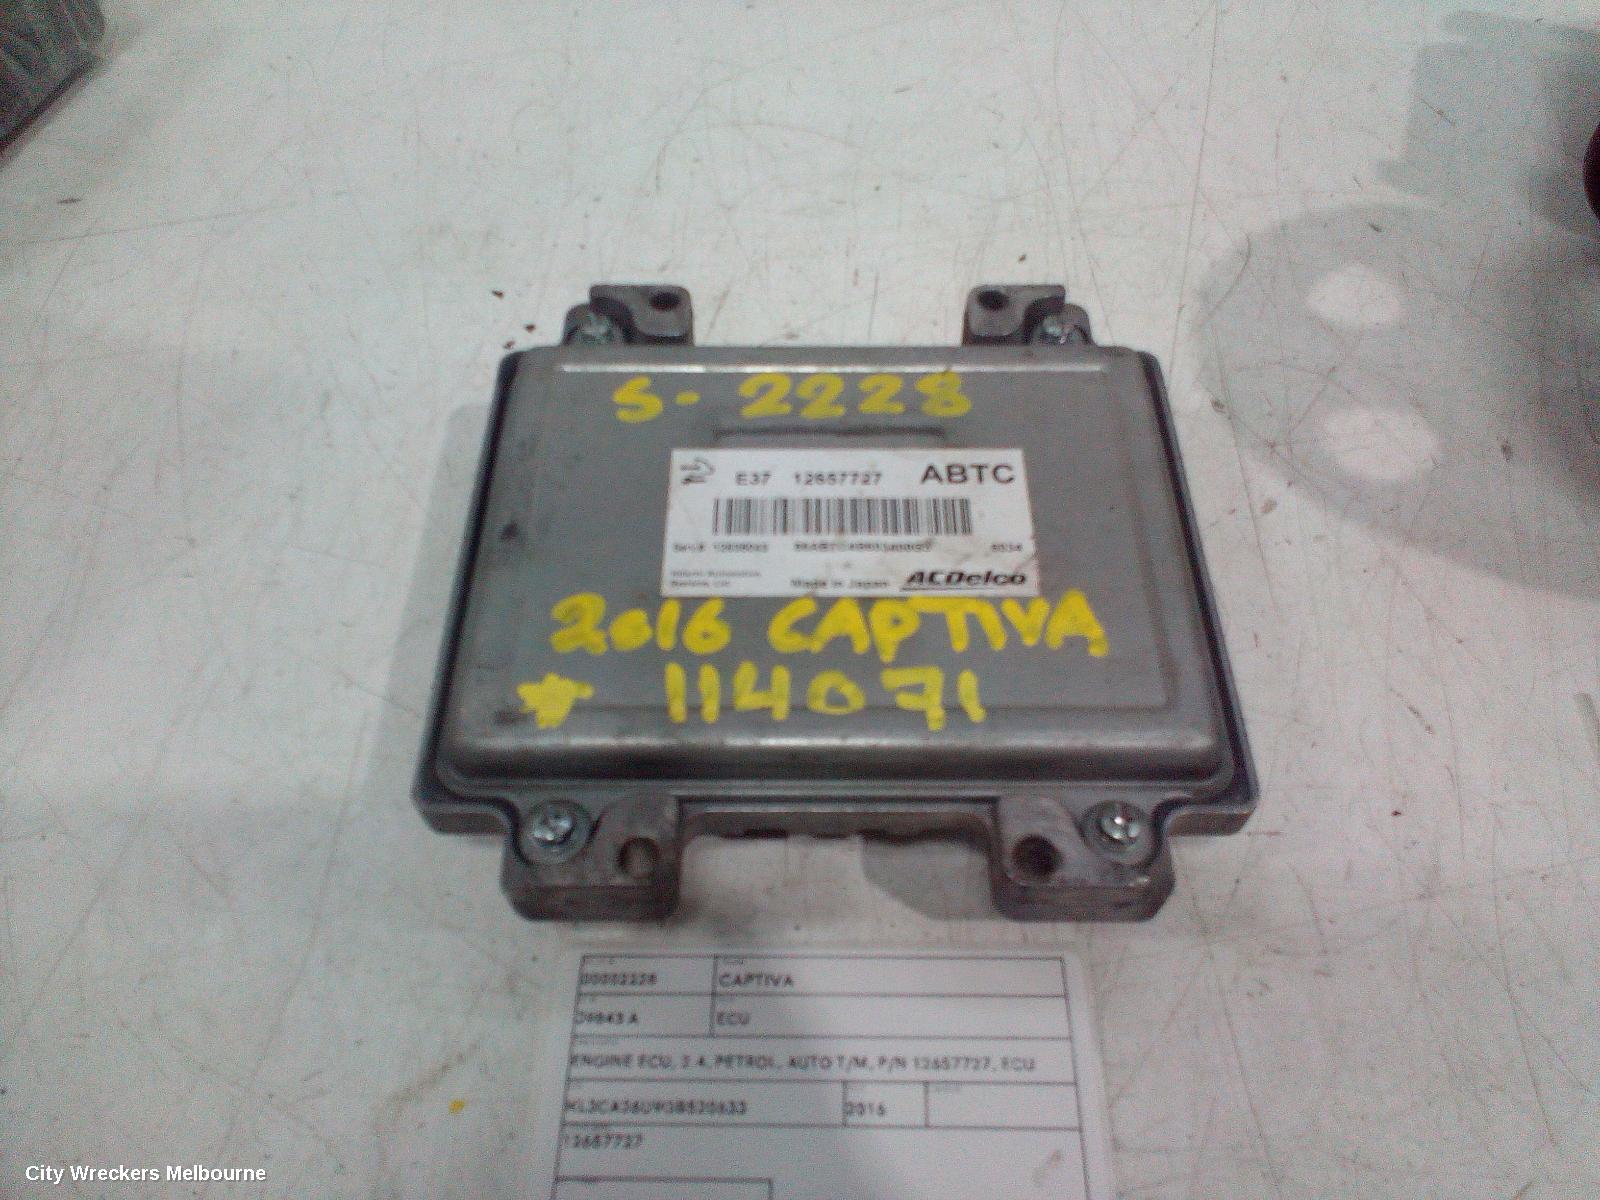 S- 2228
E37 12657727 ABTC
Made in Japan ACDelco
2016 CAPTIVA
114071
00002228 CAPTIVA
ECU
ENGINE ECU, 2.4, PETROL, AUTO T/M, P/N 12657727, ECU
2016
12657727
City Wreckers Melbourne